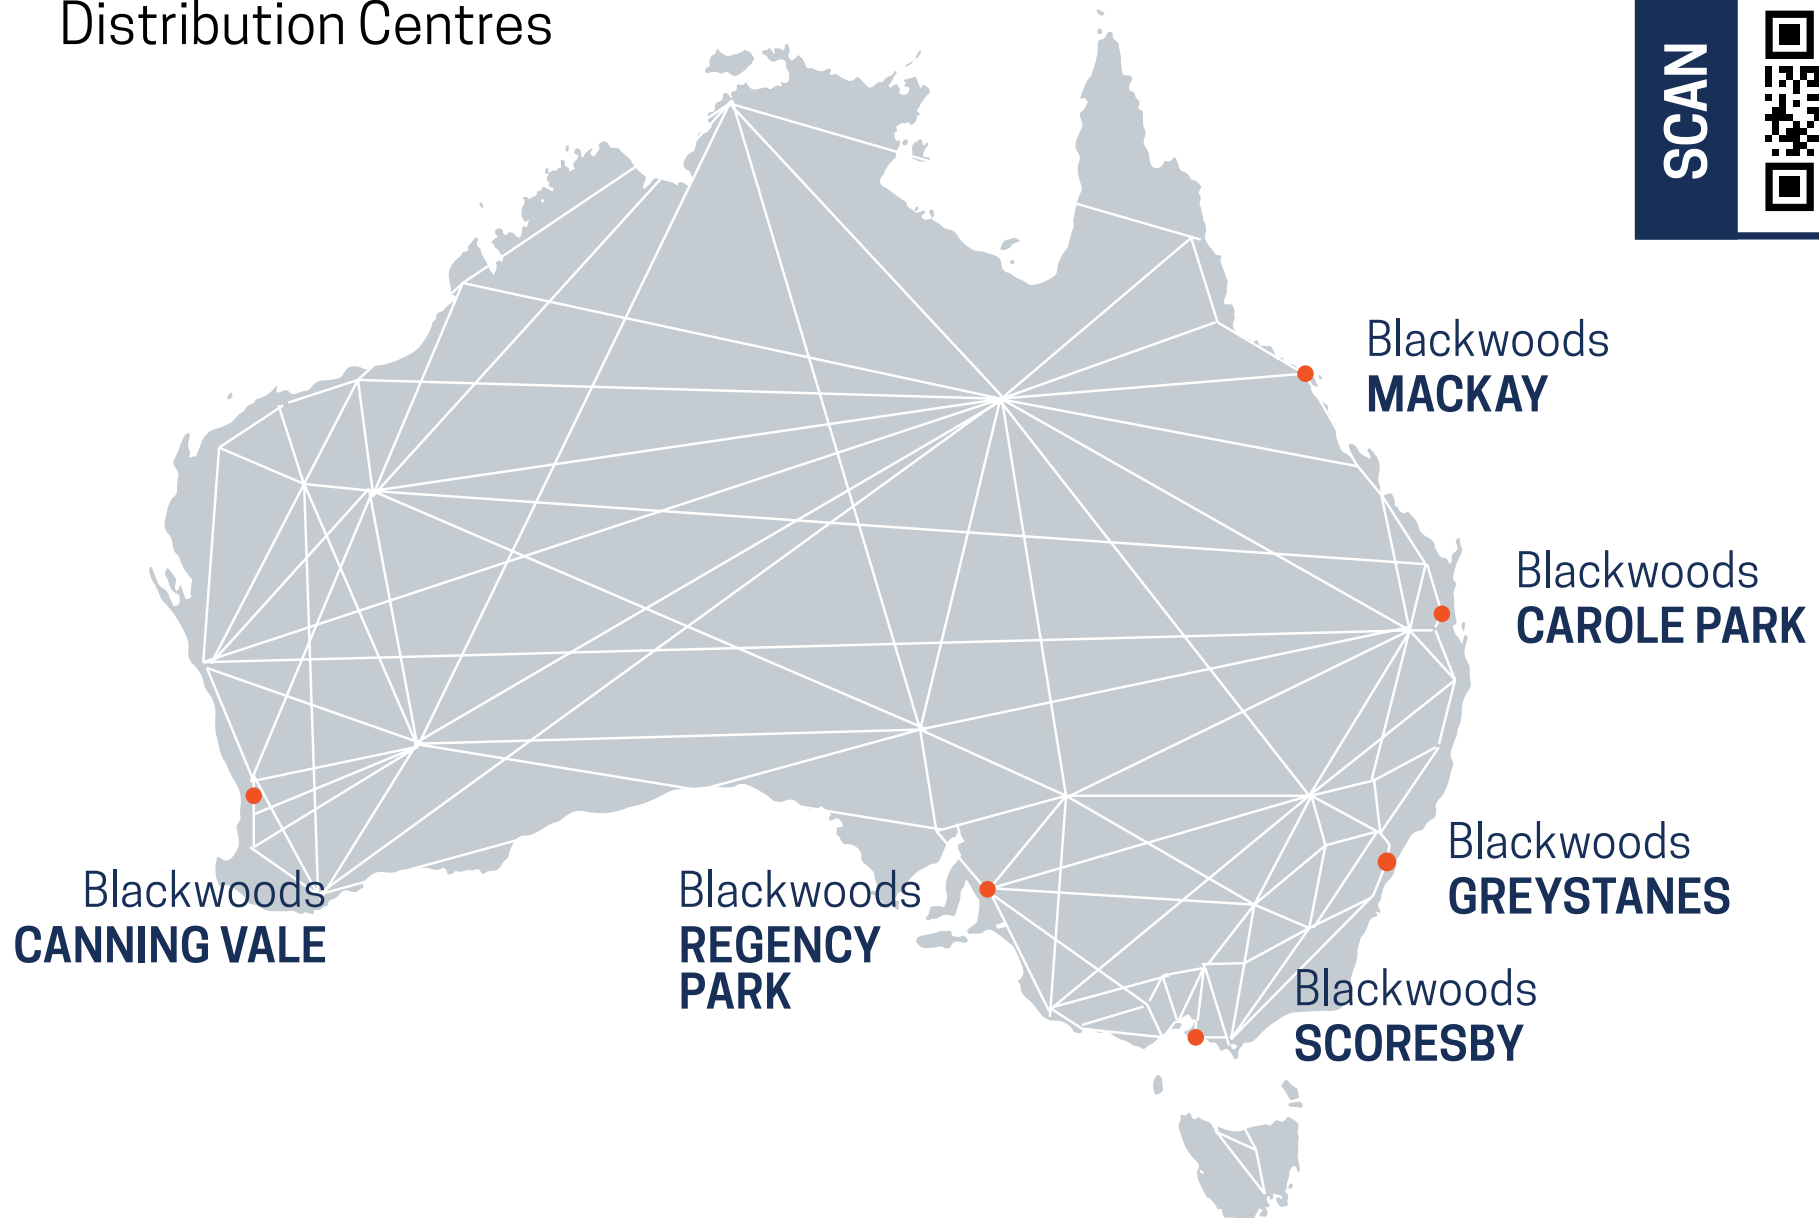 Distribution Centres
SCAN
Blackwoods
MACKAY
Blackwoods
CAROLE PARK
Blackwoods
GREYSTANES
Blackwoods
CANNING VALE
Blackwoods
REGENCY
PARK
Blackwoods
SCORESBY